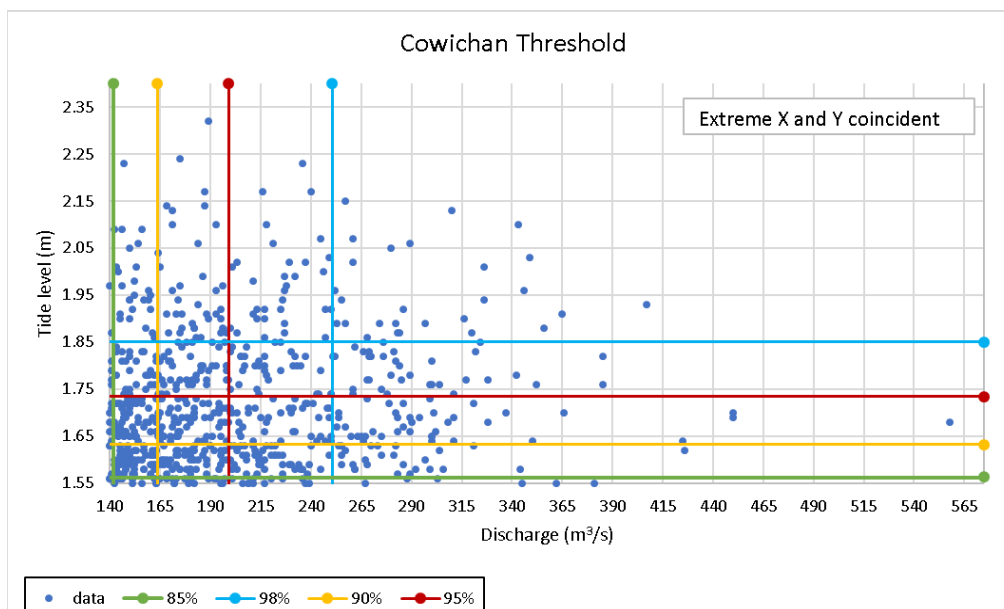 Cowichan Threshold
Extreme X and Y coincident
2.35
2.25
2.15
2.05
1.95
1.85
1.75
1.65
1.55
Tide level (m)
140 165 190 215 240 265 290 315 340 365 390 415 440 465 490 515 540 565
Discharge (m³/s)
data 85% 98% 90% 95%